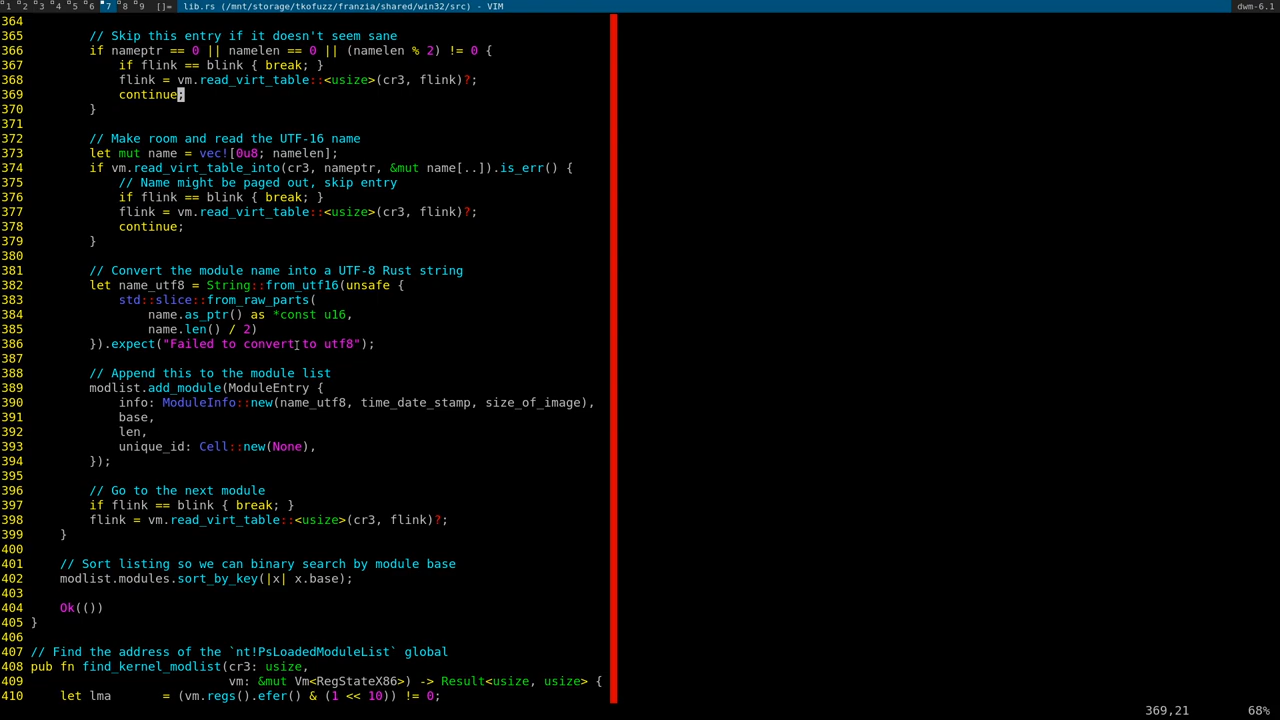 1 2 3 4 5 6 7 8 9 []= lib.rs (/mnt/storage/tkofuzz/franzia/shared/win32/src) - VIM dwm-6.1
364
365         // Skip this entry if it doesn't seem sane
366         if nameptr == 0 || namelen == 0 || (namelen % 2) != 0 {
367             if flink == blink { break; }
368             flink = vm.read_virt_table::<usize>(cr3, flink)?;
369             continue;
370         }
371
372         // Make room and read the UTF-16 name
373         let mut name = vec![0u8; namelen];
374         if vm.read_virt_table_into(cr3, nameptr, &mut name[..]).is_err() {
375             // Name might be paged out, skip entry
376             if flink == blink { break; }
377             flink = vm.read_virt_table::<usize>(cr3, flink)?;
378             continue;
379         }
380
381         // Convert the module name into a UTF-8 Rust string
382         let name_utf8 = String::from_utf16(unsafe {
383             std::slice::from_raw_parts(
384                 name.as_ptr() as *const u16,
385                 name.len() / 2)
386         }).expect("Failed to convert to utf8");
387
388         // Append this to the module list
389         modlist.add_module(ModuleEntry {
390             info: ModuleInfo::new(name_utf8, time_date_stamp, size_of_image),
391             base,
392             len,
393             unique_id: Cell::new(None),
394         });
395
396         // Go to the next module
397         if flink == blink { break; }
398         flink = vm.read_virt_table::<usize>(cr3, flink)?;
399     }
400
401     // Sort listing so we can binary search by module base
402     modlist.modules.sort_by_key(|x| x.base);
403
404     Ok(())
405 }
406
407 // Find the address of the `nt!PsLoadedModuleList` global
408 pub fn find_kernel_modlist(cr3: usize,
409                            vm: &mut Vm<RegStateX86>) -> Result<usize, usize> {
410     let lma       = (vm.regs().efer() & (1 << 10)) != 0;
369,21 68%